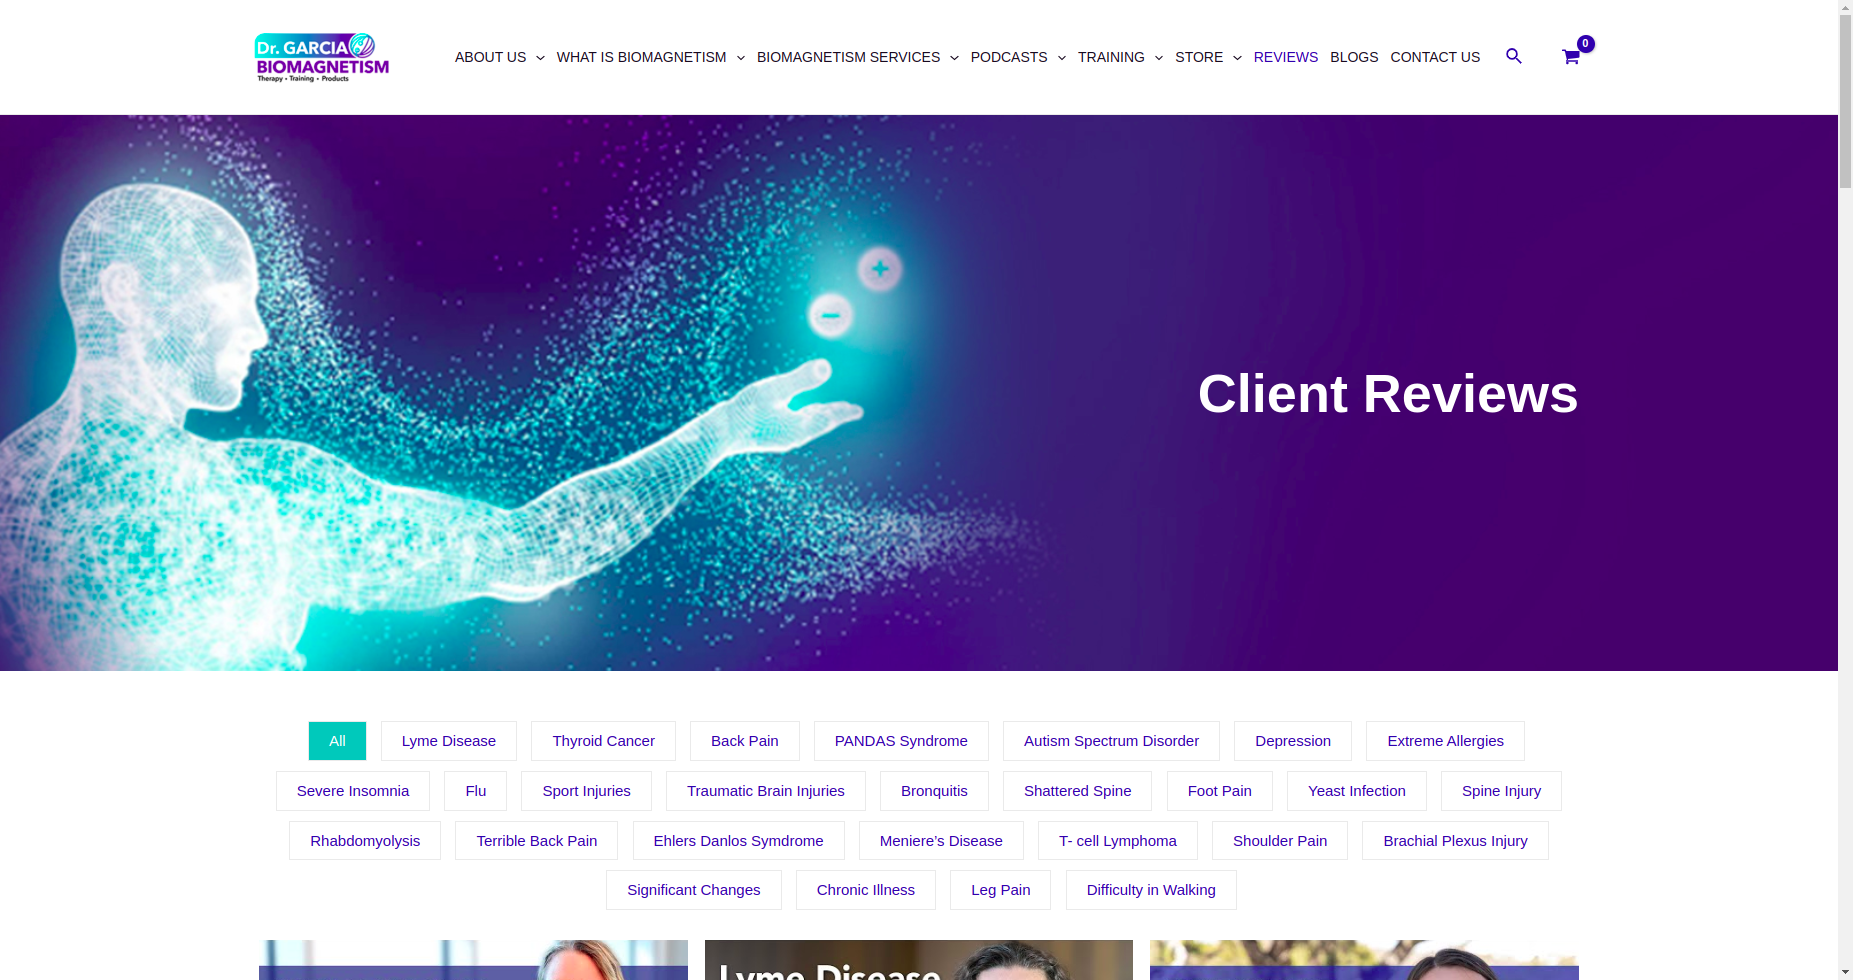 Dr. GARCIA
BIOMAGNETISM
Therapy • Training • Products
ABOUT US WHAT IS BIOMAGNETISM BIOMAGNETISM SERVICES PODCASTS TRAINING STORE REVIEWS BLOGS CONTACT US 0
Client Reviews
All Lyme Disease Thyroid Cancer Back Pain PANDAS Syndrome Autism Spectrum Disorder Depression Extreme Allergies
Severe Insomnia Flu Sport Injuries Traumatic Brain Injuries Bronquitis Shattered Spine Foot Pain Yeast Infection Spine Injury
Rhabdomyolysis Terrible Back Pain Ehlers Danlos Symdrome Meniere's Disease T- cell Lymphoma Shoulder Pain Brachial Plexus Injury
Significant Changes Chronic Illness Leg Pain Difficulty in Walking
Lyme Disease